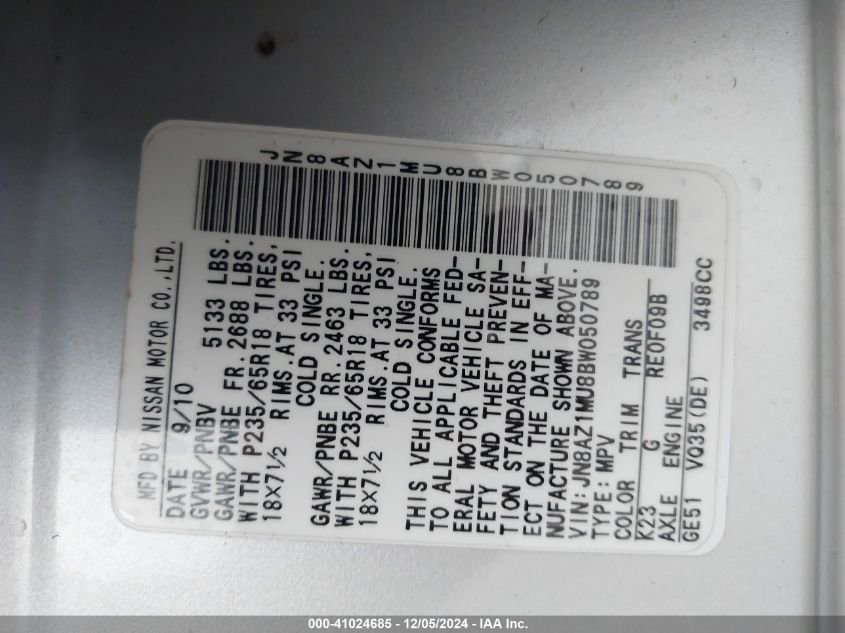 MFD BY NISSAN MOTOR CO.,LTD.
DATE 9/10
GVWR/PNBV 5133 LBS.
GAWR/PNBE FR. 2688 LBS.
WITH P235/65R18 TIRES,
18X7½ RIMS.AT 33 PSI
COLD SINGLE.
GAWR/PNBE RR. 2463 LBS.
WITH P235/65R18 TIRES,
18X7½ RIMS.AT 33 PSI
COLD SINGLE.
THIS VEHICLE CONFORMS
TO ALL APPLICABLE FED-
ERAL MOTOR VEHICLE SA-
FETY AND THEFT PREVEN-
TION STANDARDS IN EFF-
ECT ON THE DATE OF MA-
NUFACTURE SHOWN ABOVE.
VIN:JN8AZ1MU8BW050789
TYPE: MPV
COLOR TRIM TRANS
K23 G RE0F09B
AXLE ENGINE
GE51 VQ35(DE) 3498CC
JN8AZ1MU8BW050789
000-41024685 - 12/05/2024 - IAA Inc.